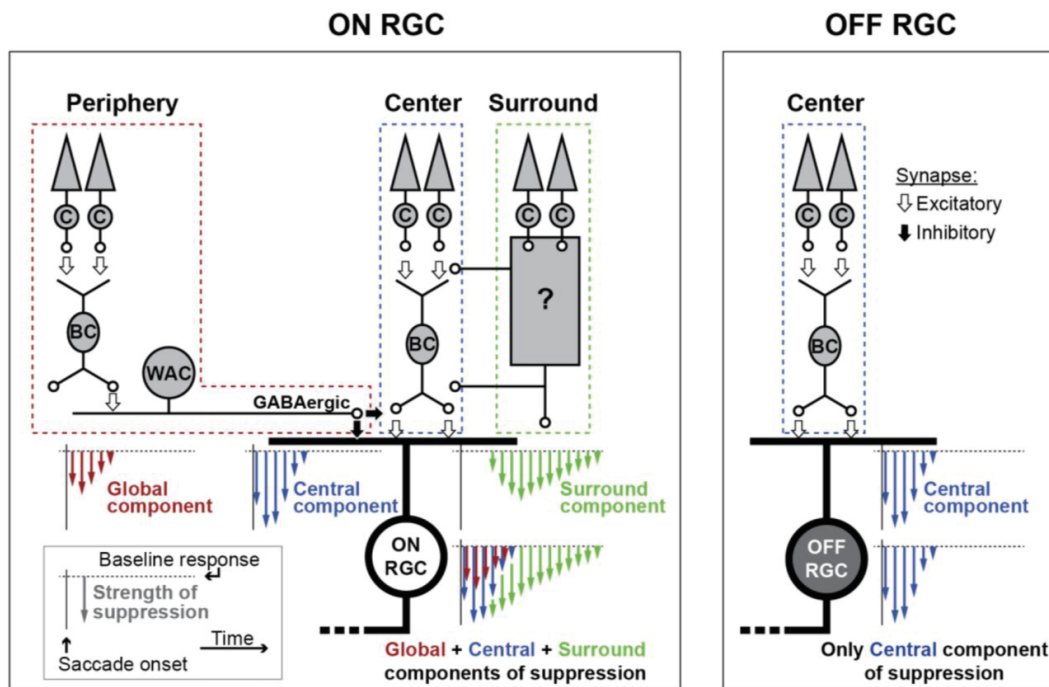 ON RGC
OFF RGC
Periphery
Center
Surround
Center
C C
C C
C C
C C
Synapse:
Excitatory
Inhibitory
?
BC
BC
BC
WAC
GABAergic
Global
component
Central
component
Surround
component
Central
component
ON
RGC
OFF
RGC
Baseline response
Strength of
suppression
Time
Saccade onset
Global + Central + Surround
components of suppression
Only Central component
of suppression